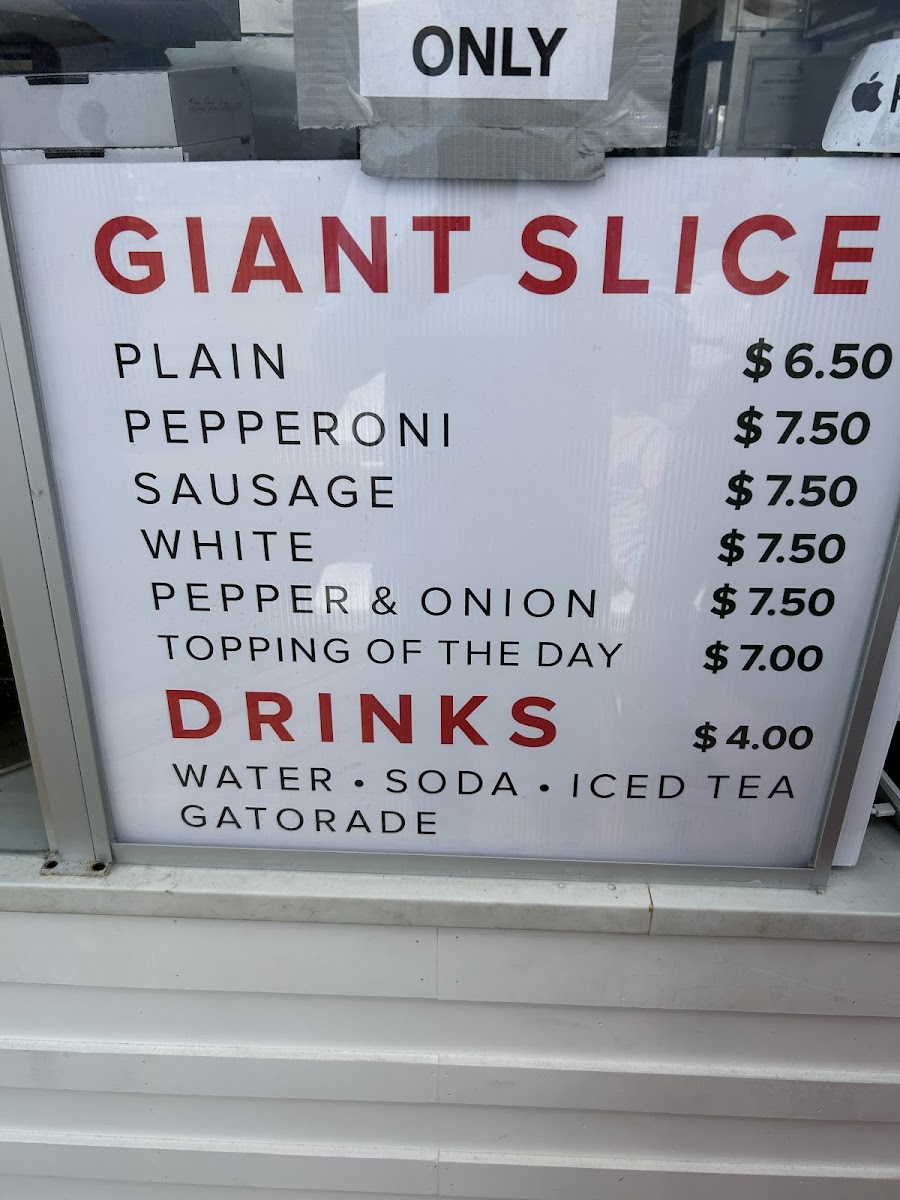 ONLY
GIANT SLICE
PLAIN $ 6.50
PEPPERONI $ 7.50
SAUSAGE $ 7.50
WHITE $ 7.50
PEPPER & ONION $ 7.50
TOPPING OF THE DAY $ 7.00
DRINKS $ 4.00
WATER • SODA • ICED TEA
GATORADE